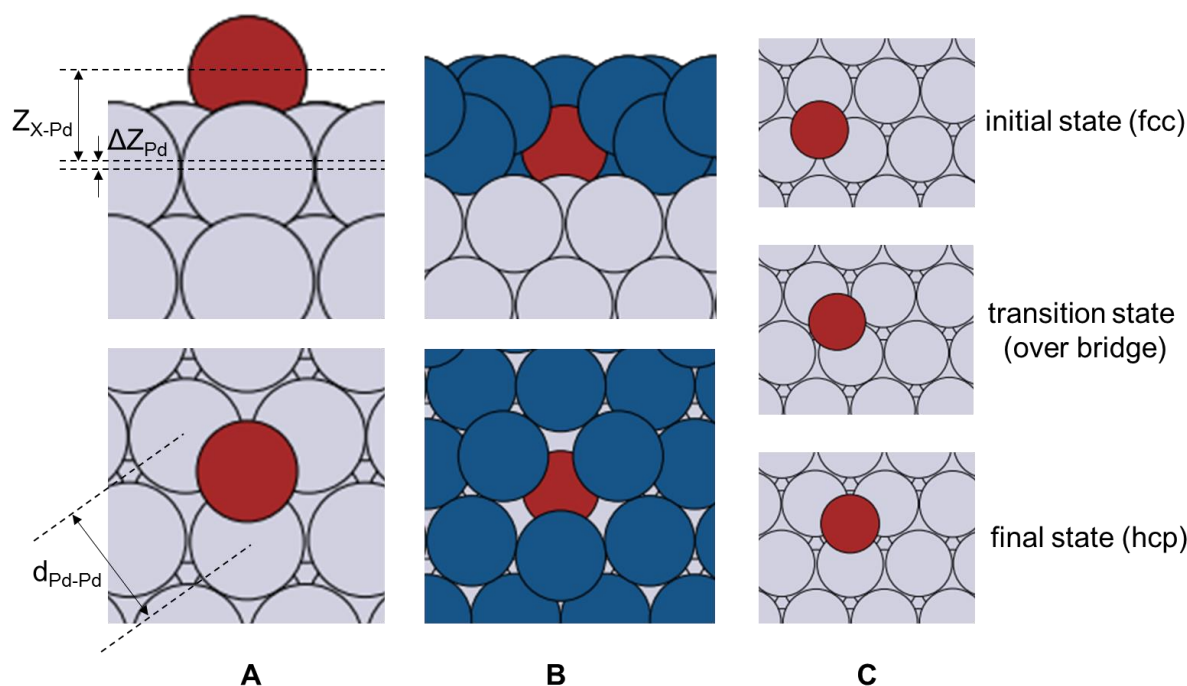 Z_X-Pd
ΔZ_Pd
d_Pd-Pd
initial state (fcc)
transition state
(over bridge)
final state (hcp)
A
B
C